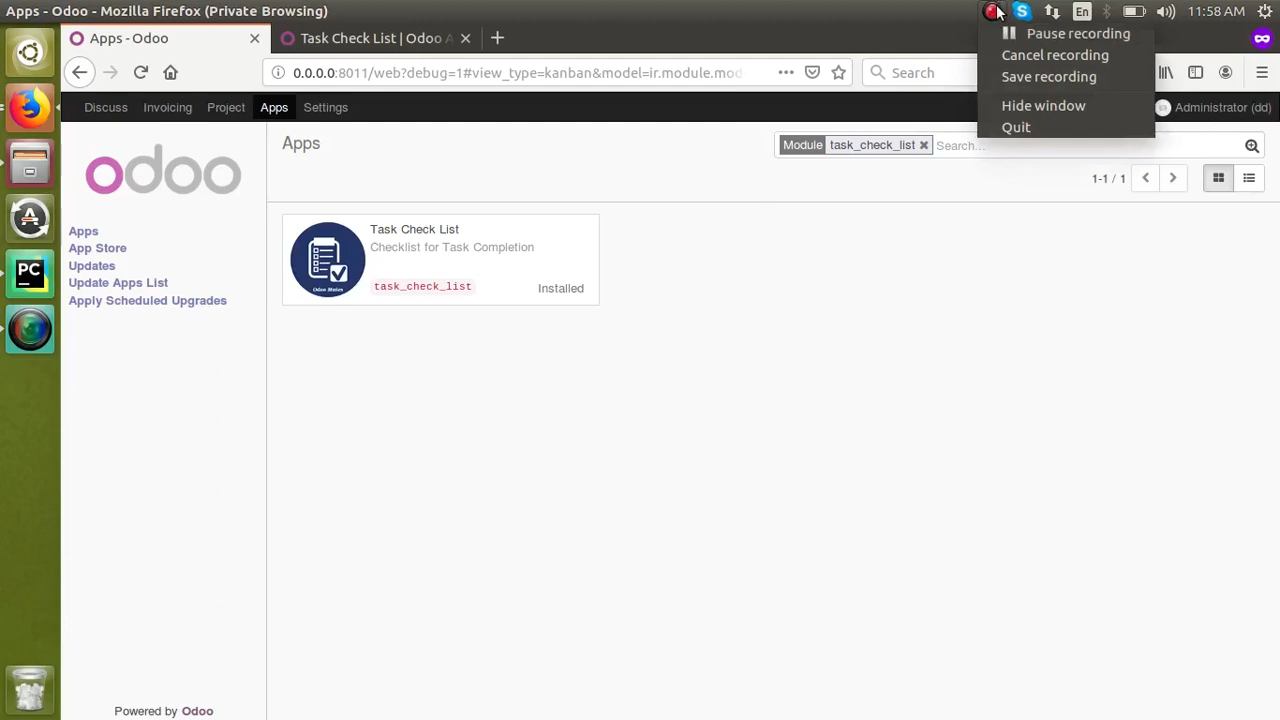 Apps - Odoo - Mozilla Firefox (Private Browsing)
En
11:58 AM
Apps - Odoo
Task Check List | Odoo A
Pause recording
Cancel recording
Save recording
Hide window
Quit
0.0.0.0:8011/web?debug=1#view_type=kanban&model=ir.module.mod
Search
Discuss
Invoicing
Project
Apps
Settings
Administrator (dd)
odoo
Apps
Module
task_check_list
Search...
1-1 / 1
Apps
App Store
Updates
Update Apps List
Apply Scheduled Upgrades
Task Check List
Checklist for Task Completion
Odoo Mates
task_check_list
Installed
PC
Powered by Odoo